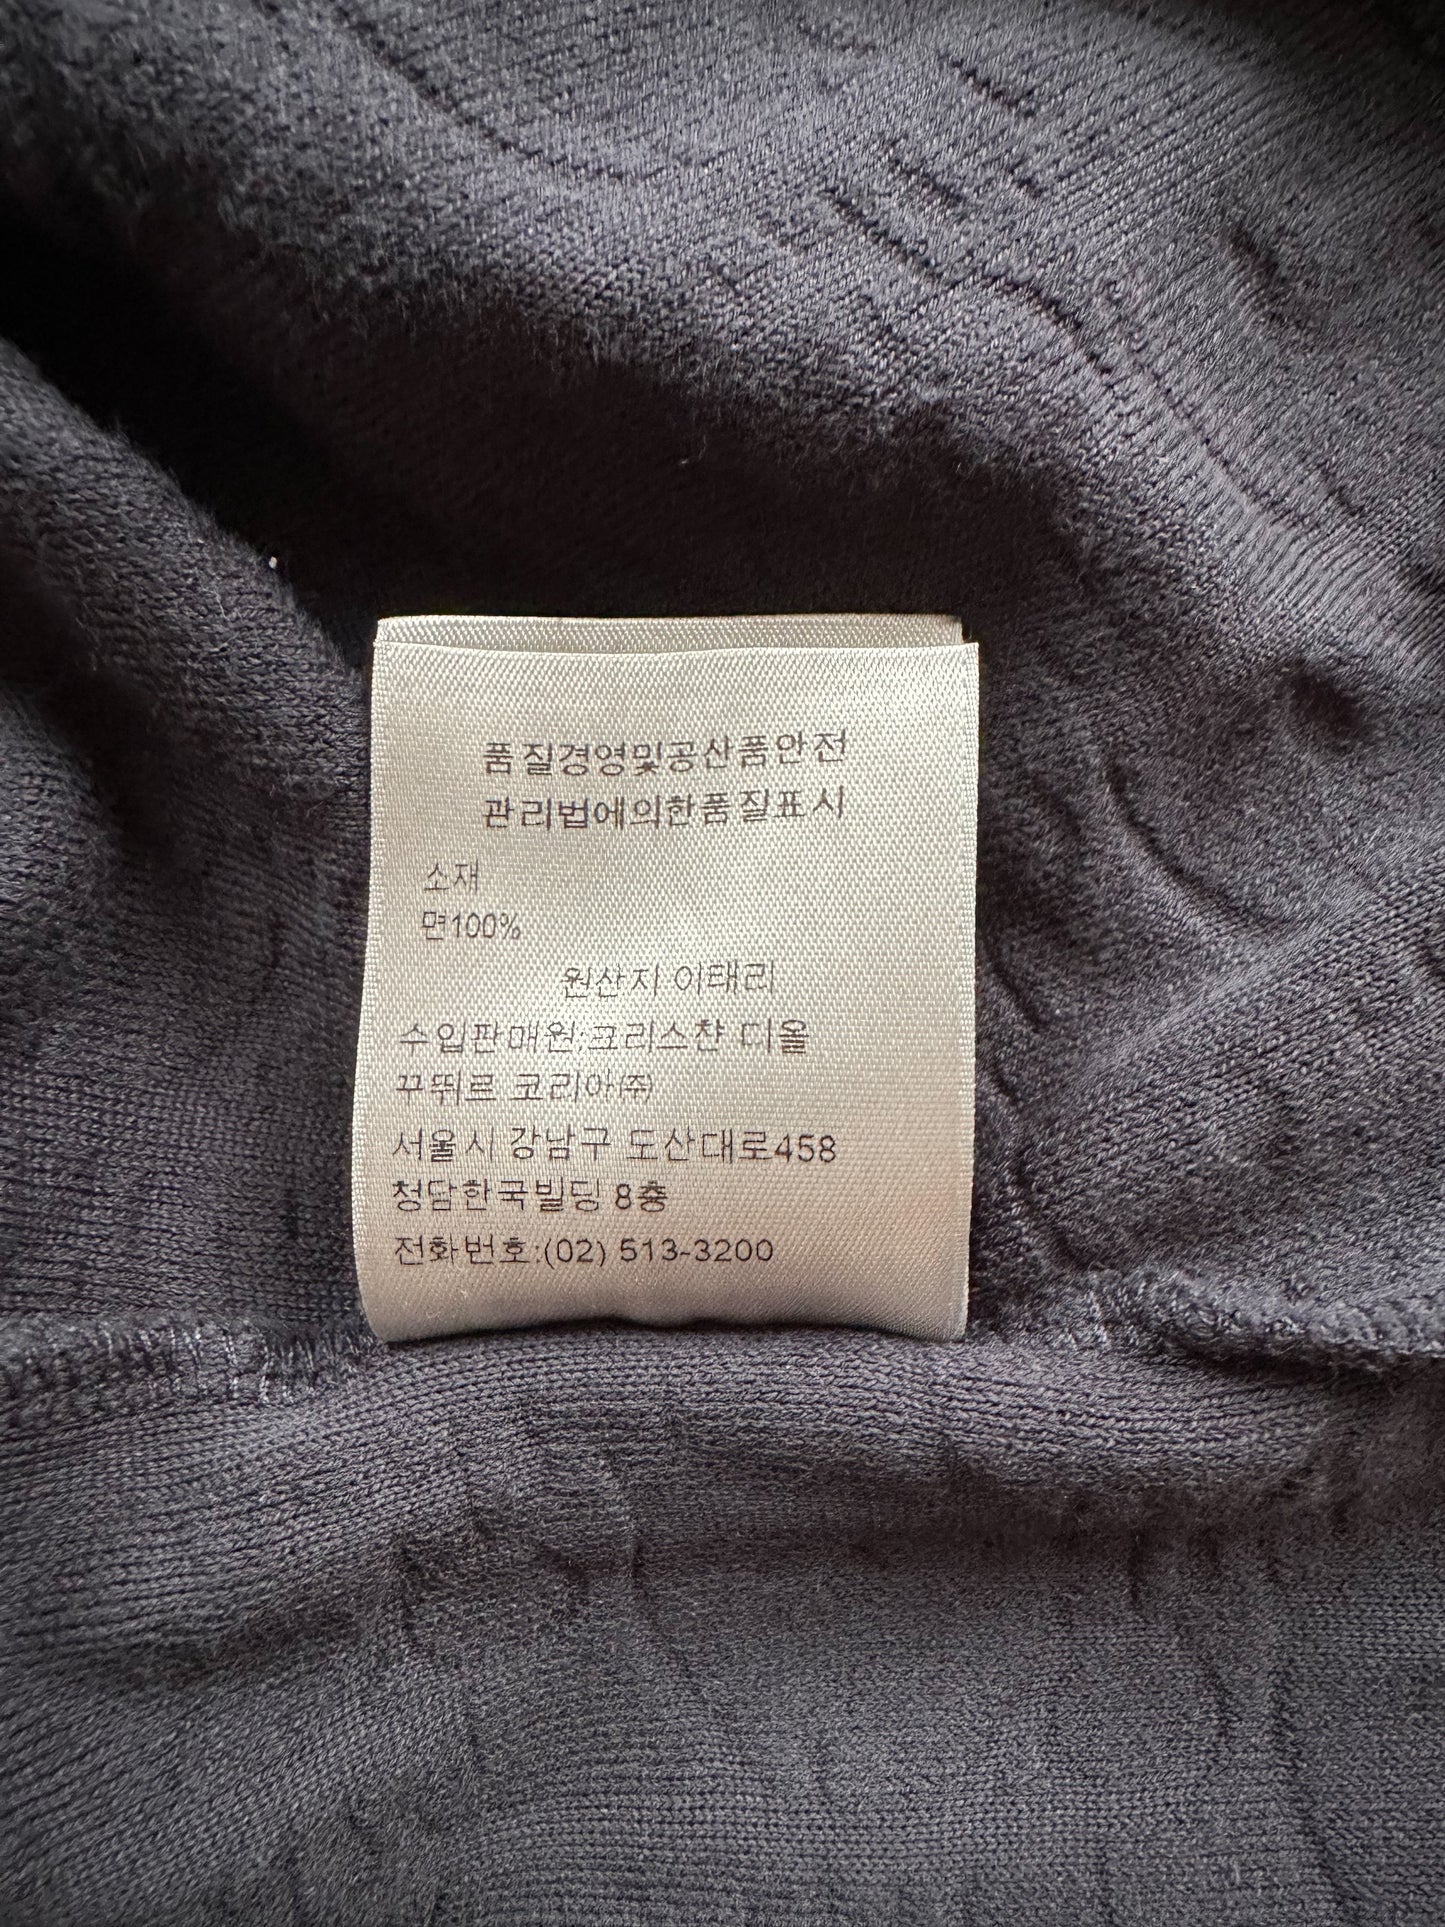 품질경영및공산품안전
관리법에의한품질표시
소재
면100%
원산지 이태리
수입판매원:크리스챤 디올
꾸뛰르 코리아(주)
서울시 강남구 도산대로458
청담한국빌딩 8층
전화번호:(02) 513-3200